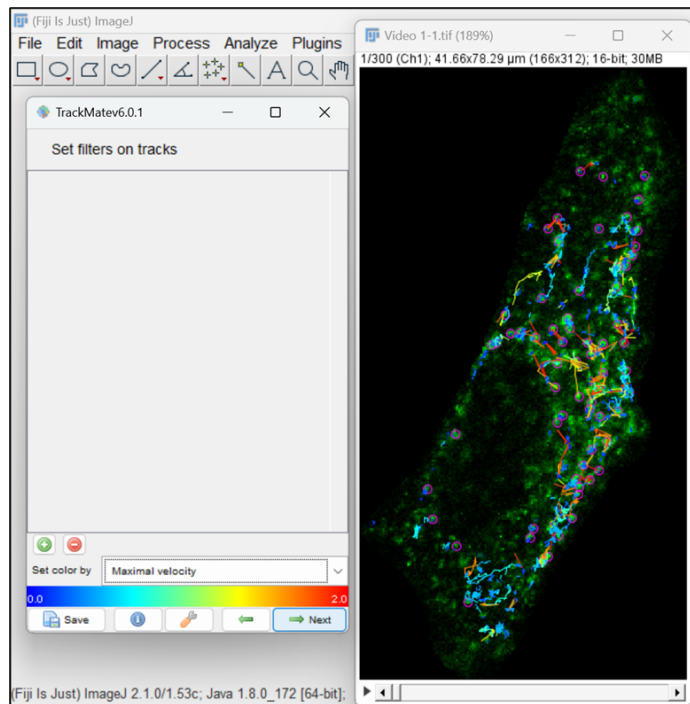 (Fiji Is Just) ImageJ
File Edit Image Process Analyze Plugins
Video 1-1.tif (189%)
1/300 (Ch1); 41.66x78.29 µm (166x312); 16-bit; 30MB
TrackMatev6.0.1
Set filters on tracks
Set color by
Maximal velocity
0.0 2.0
Save
Next
(Fiji Is Just) ImageJ 2.1.0/1.53c; Java 1.8.0_172 [64-bit];